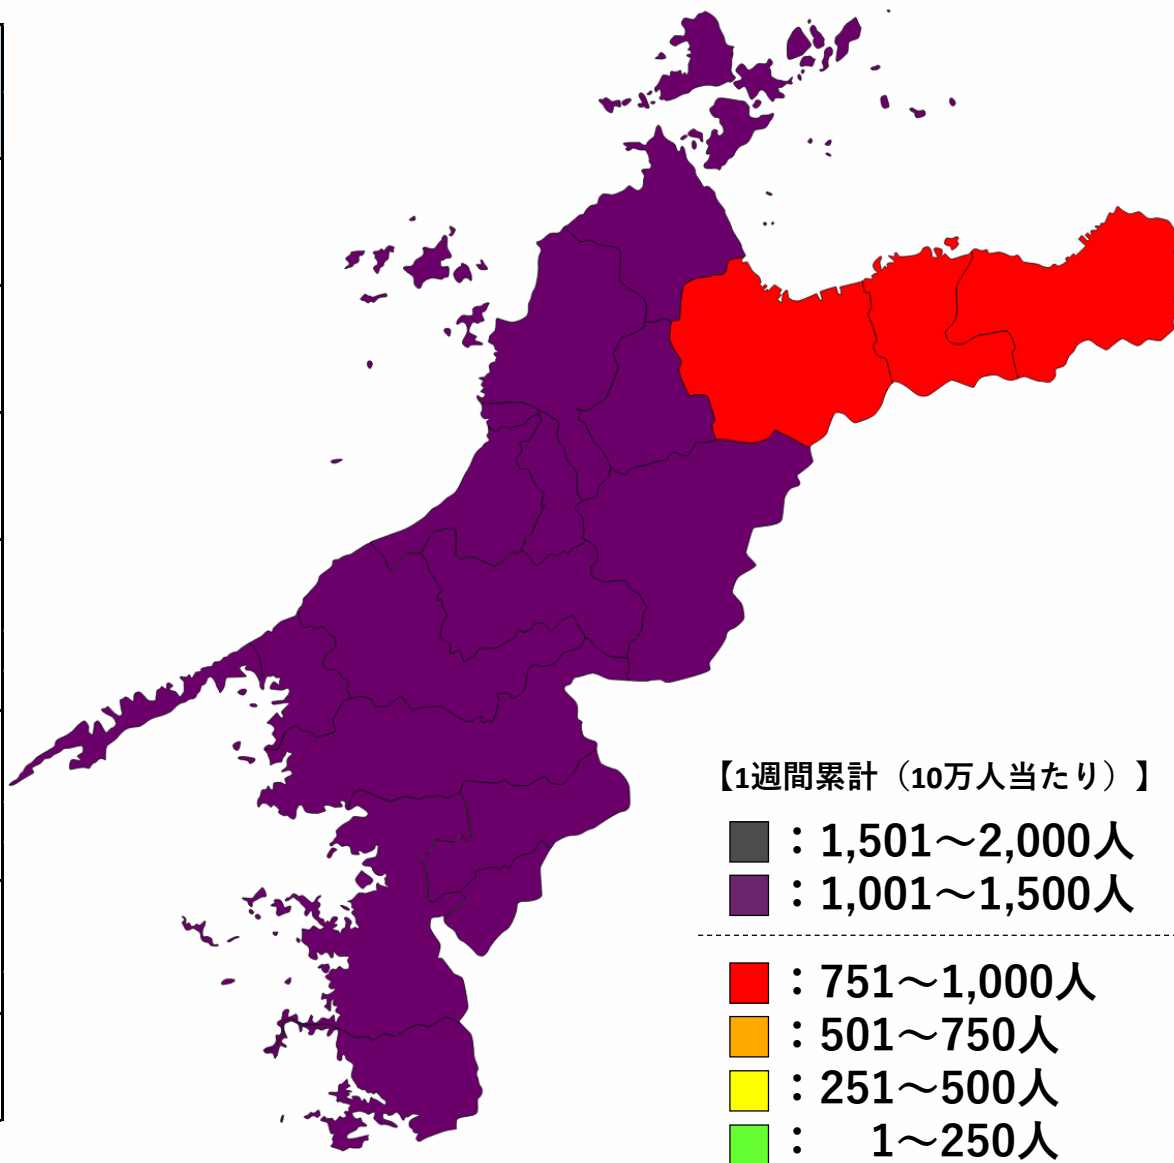 【1週間累計（10万人当たり）】
：1,501～2,000人
：1,001～1,500人
：751～1,000人
：501～750人
：251～500人
：　1～250人